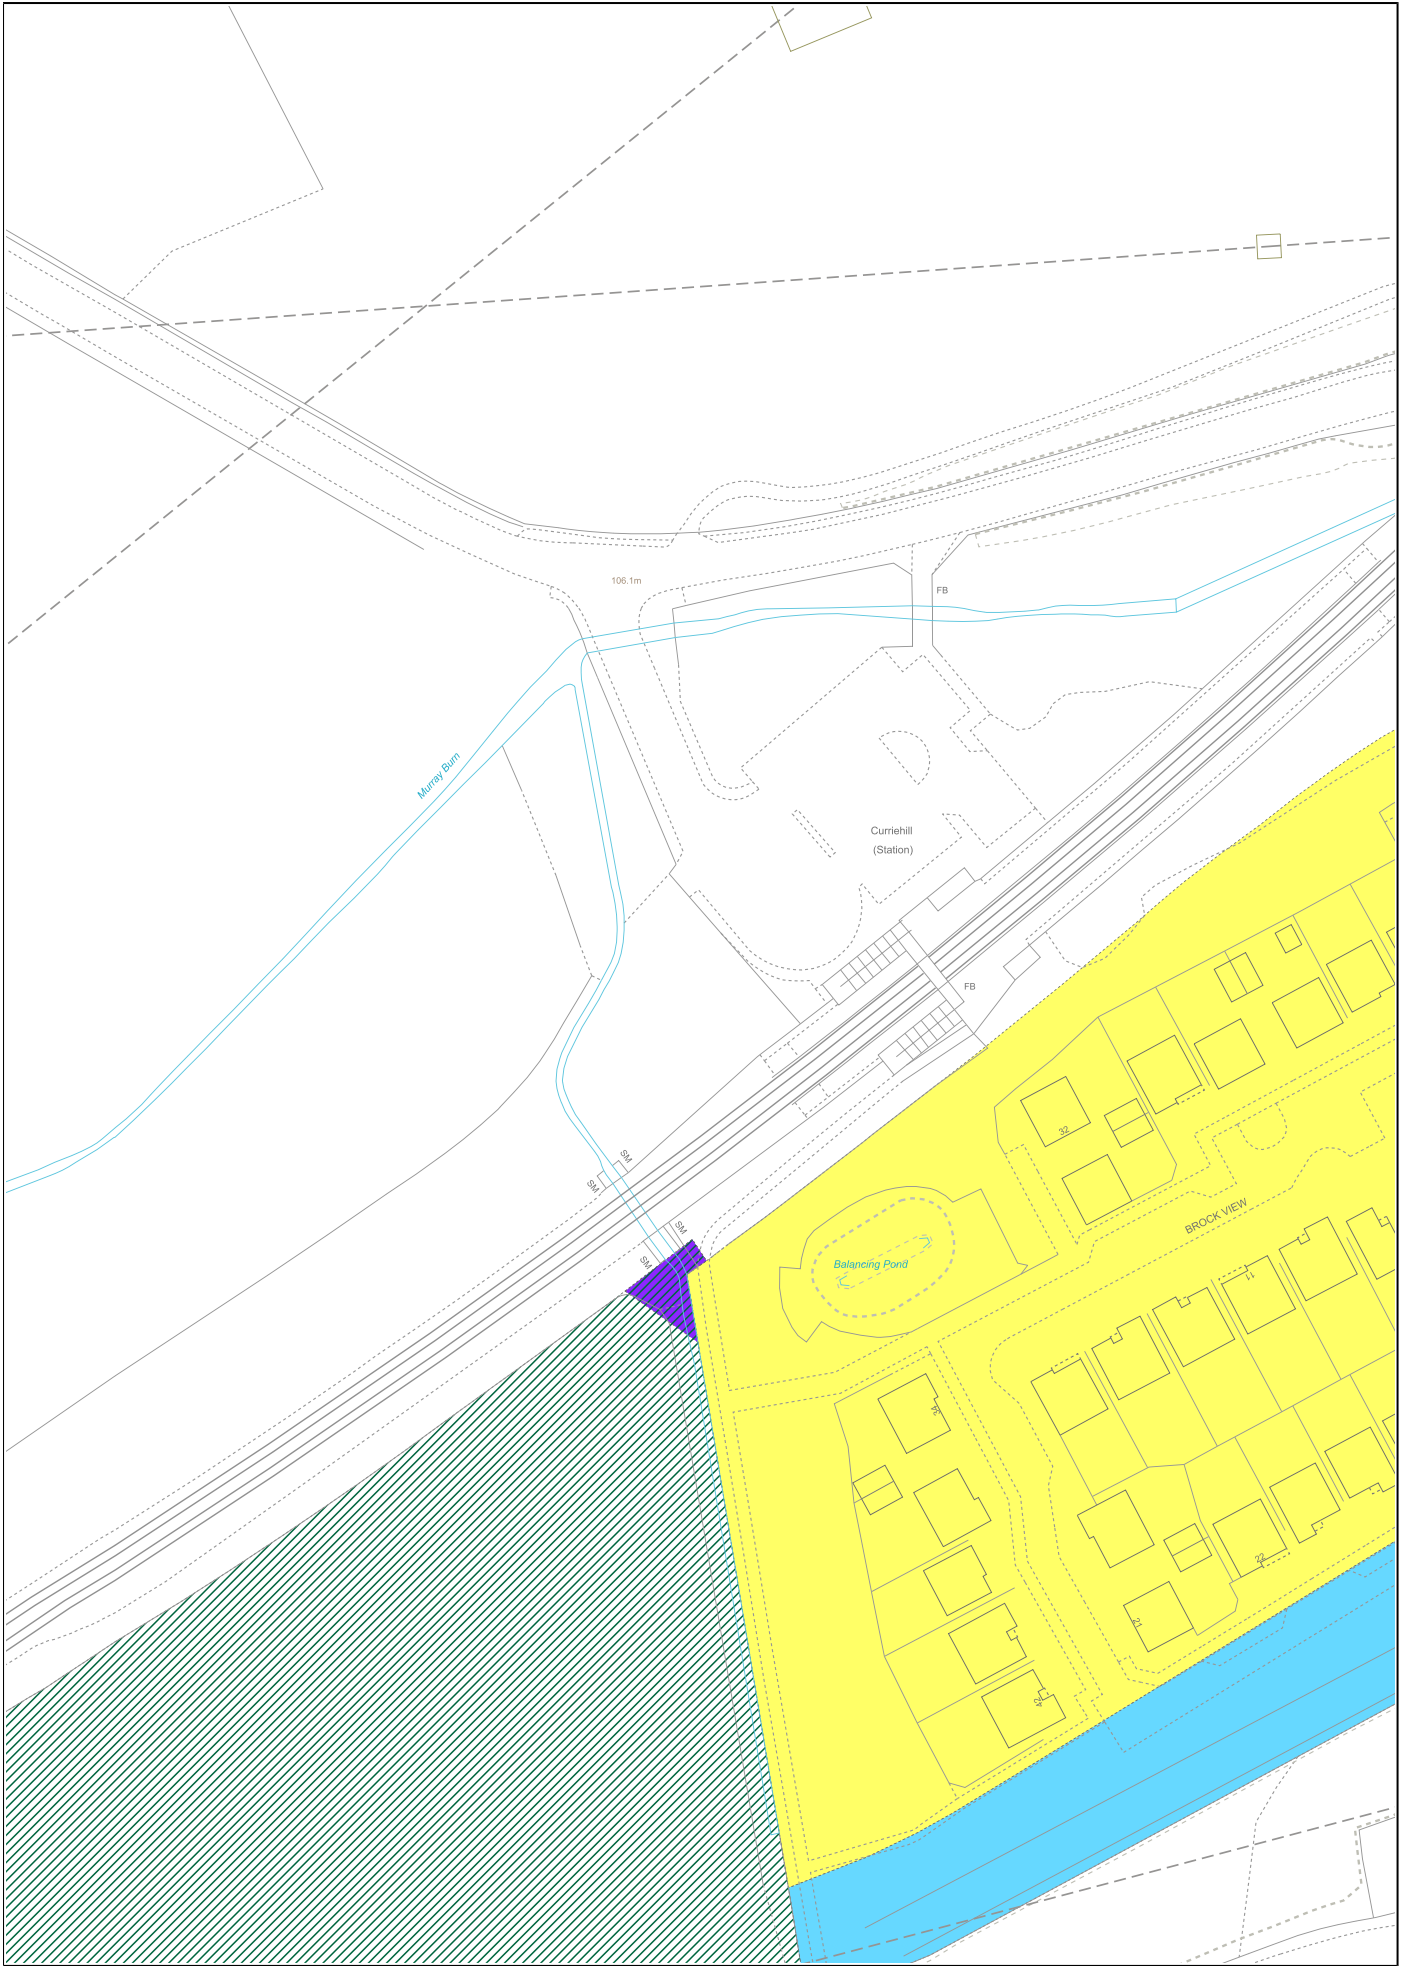 106.1m
FB
Murray Burn
Curriehill
(Station)
FB
32
SM
SM
BROCK VIEW
SM
SM
Balancing Pond
11
34
22
21
42